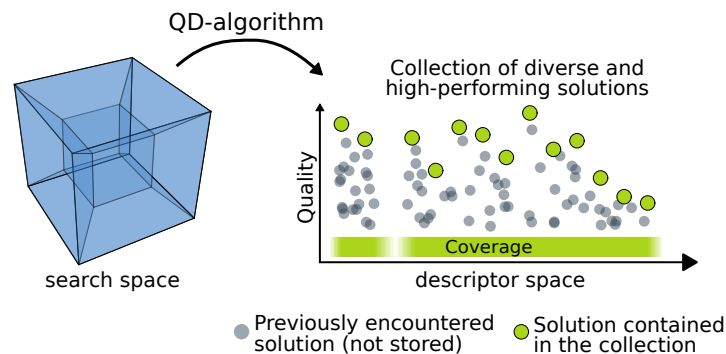 QD-algorithm
Collection of diverse and
high-performing solutions
Quality
Coverage
search space
descriptor space
Previously encountered
solution (not stored)
Solution contained
in the collection